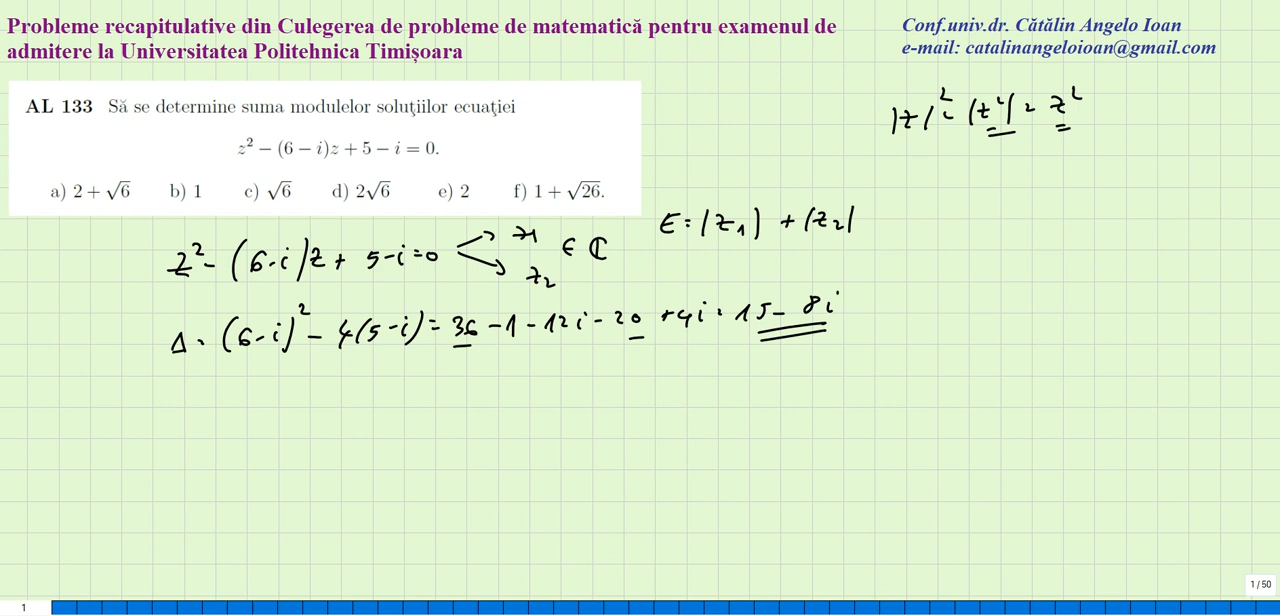 Probleme recapitulative din Culegerea de probleme de matematică pentru examenul de
admitere la Universitatea Politehnica Timișoara
Conf.univ.dr. Cătălin Angelo Ioan
e-mail: catalinangeloioan@gmail.com
AL 133 Să se determine suma modulelor soluţiilor ecuaţiei
z² − (6 − i)z + 5 − i = 0.
a) 2 + √6 b) 1 c) √6 d) 2√6 e) 2 f) 1 + √26.
|z|² = |z²| = z²
E = |z₁| + |z₂|
z² - (6-i)z + 5-i=0 z₁ z₂ ∈ ℂ
Δ = (6-i)² - 4(5-i) = 36 - 1 - 12i - 20 + 4i = 15 - 8i
1 / 50
1